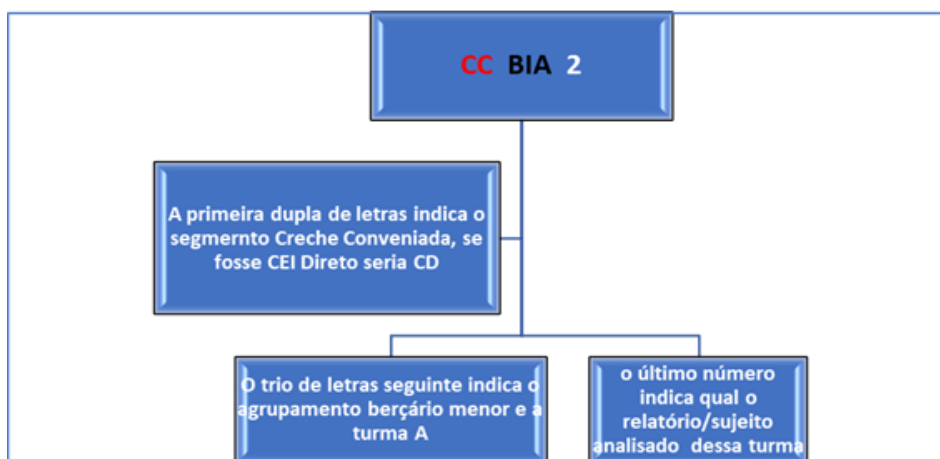 CC BIA 2
A primeira dupla de letras indica o
segmernto Creche Conveniada, se
fosse CEI Direto seria CD
O trio de letras seguinte indica o
agrupamento berçário menor e a
turma A
o último número
indica qual o
relatório/sujeito
analisado dessa turma